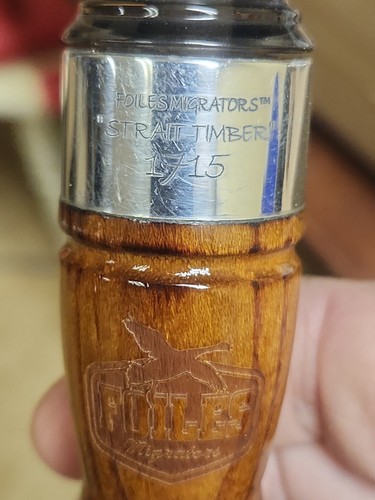 FOILES MIGRATORS™
"STRAIT TIMBER"
1/15
FOILES
Migrators